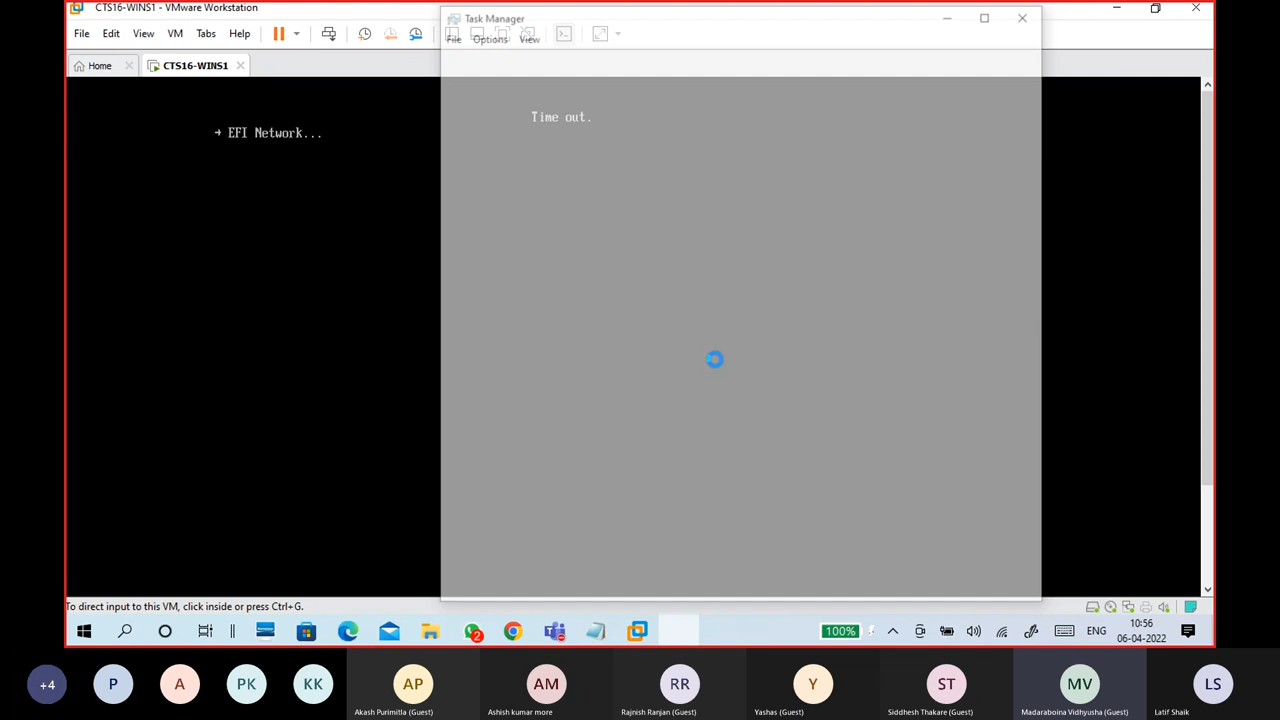 CTS16-WINS1 - VMware Workstation
Task Manager
File Edit View VM Tabs Help
File Options View
Home
CTS16-WINS1
Time out.
→ EFI Network...
To direct input to this VM, click inside or press Ctrl+G.
2
100%
ENG
10:56
06-04-2022
+4
P
A
PK
KK
AP
AM
RR
Y
ST
MV
LS
Akash Purimitla (Guest)
Ashish kumar more
Rajnish Ranjan (Guest)
Yashas (Guest)
Siddhesh Thakare (Guest)
Madaraboina Vidhyusha (Guest)
Latif Shaik